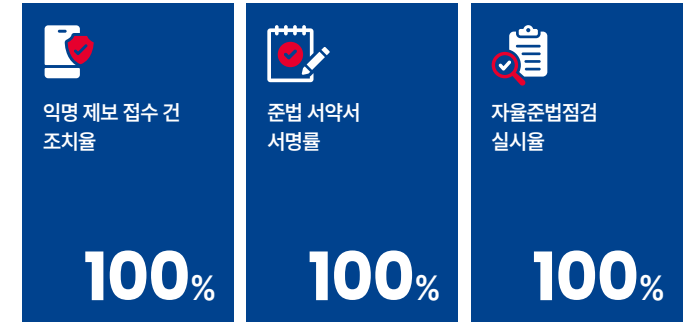 익명 제보 접수 건
조치율
100%
준법 서약서
서명률
100%
자율준법점검
실시율
100%